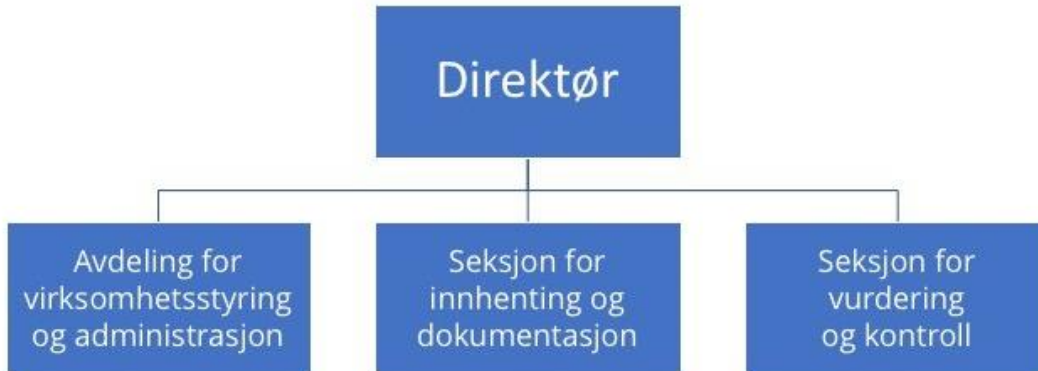 Direktør
Avdeling for
virksomhetsstyring
og administrasjon
Seksjon for
innhenting og
dokumentasjon
Seksjon for
vurdering
og kontroll